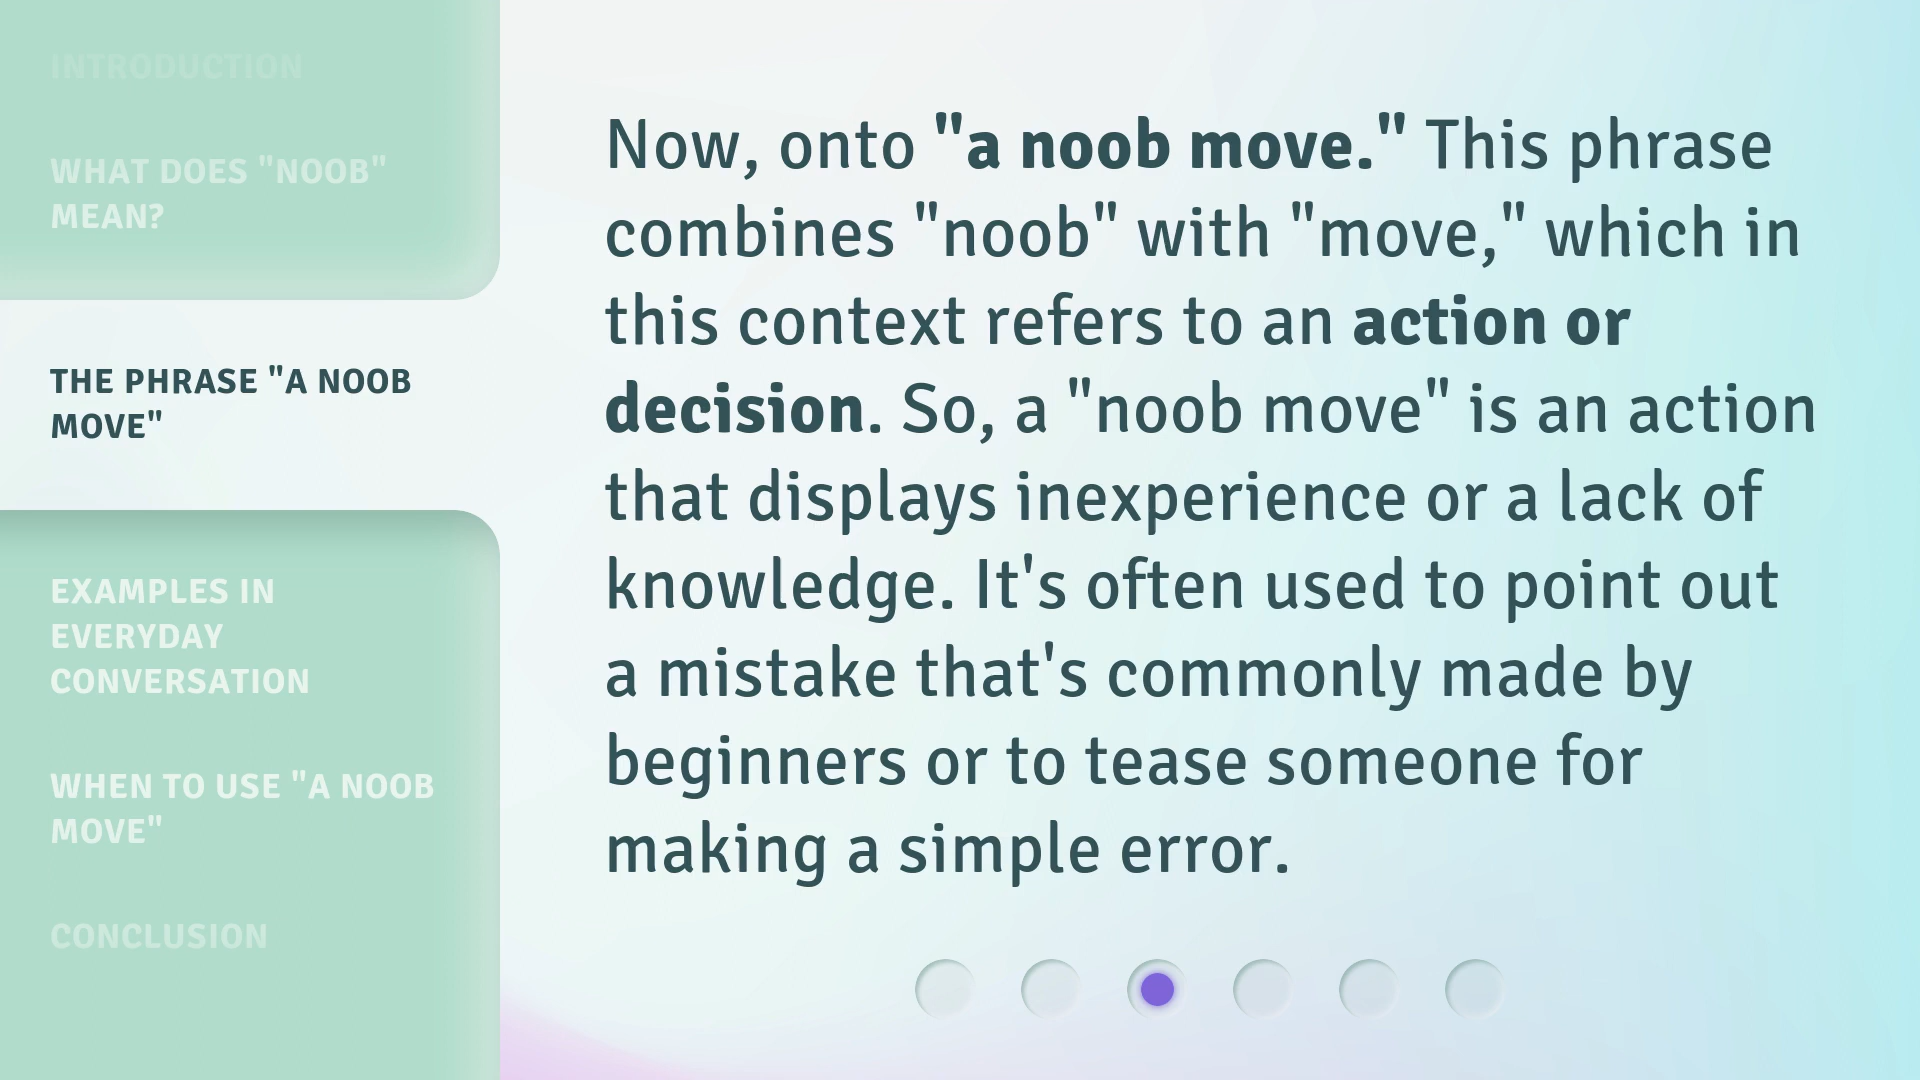 INTRODUCTION
WHAT DOES "NOOB"
MEAN?
THE PHRASE "A NOOB
MOVE"
EXAMPLES IN
EVERYDAY
CONVERSATION
WHEN TO USE "A NOOB
MOVE"
CONCLUSION
Now, onto "a noob move." This phrase
combines "noob" with "move," which in
this context refers to an action or
decision. So, a "noob move" is an action
that displays inexperience or a lack of
knowledge. It's often used to point out
a mistake that's commonly made by
beginners or to tease someone for
making a simple error.